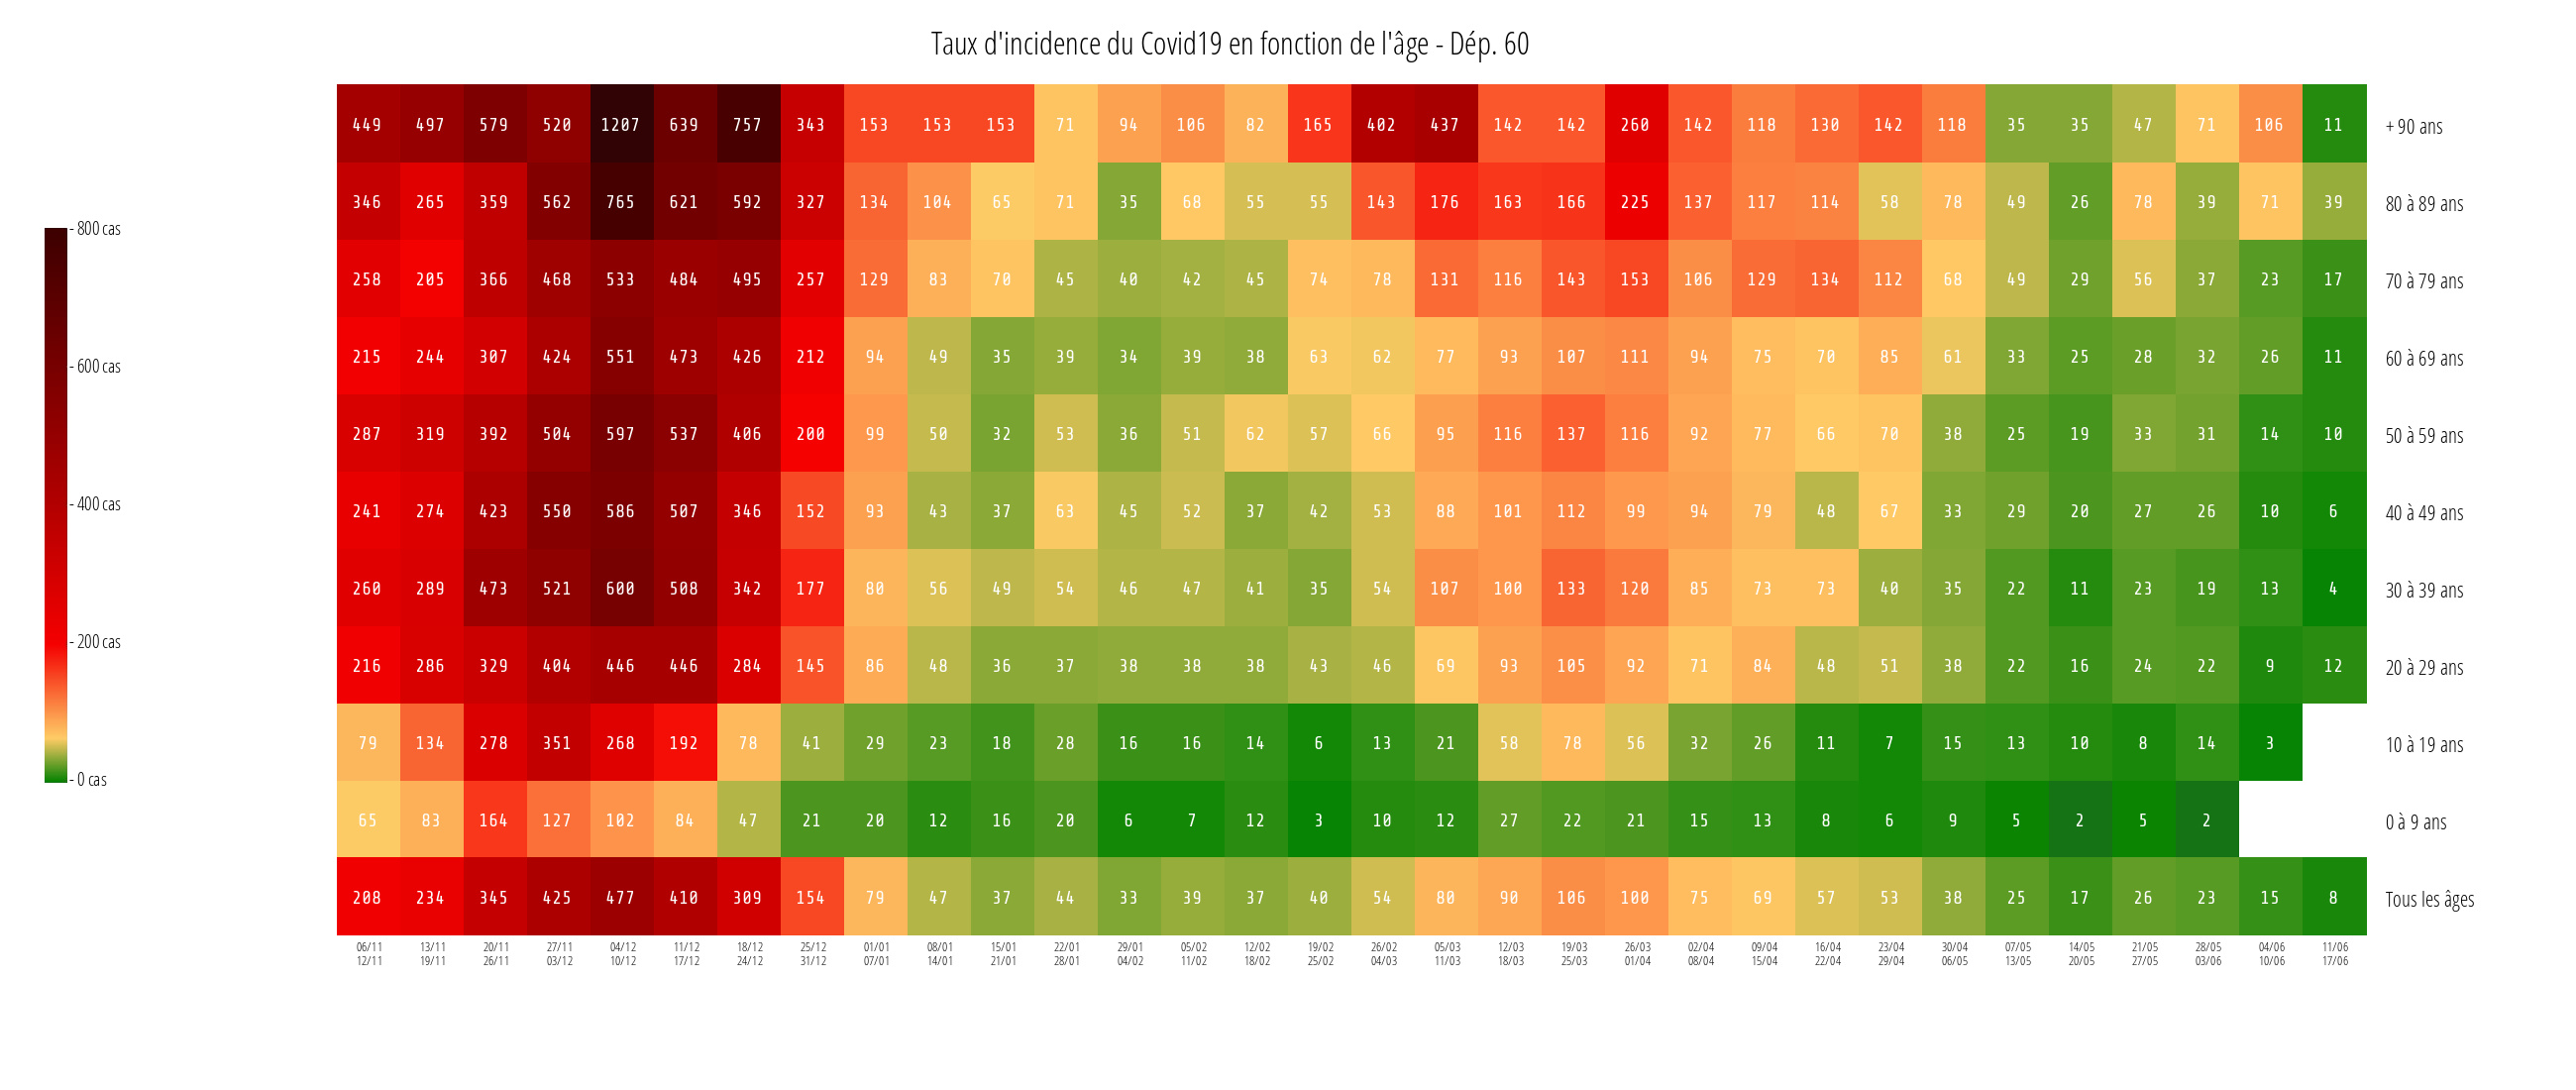 Taux d'incidence du Covid19 en fonction de l'âge - Dép. 60
449 497 579 520 1207 639 757 343 153 153 153 71 94 106 82 165 402 437 142 142 260 142 118 130 142 118 35 35 47 71 106 11 + 90 ans
346 265 359 562 765 621 592 327 134 104 65 71 35 68 55 55 143 176 163 166 225 137 117 114 58 78 49 26 78 39 71 39 80 à 89 ans
- 800 cas
258 205 366 468 533 484 495 257 129 83 70 45 40 42 45 74 78 131 116 143 153 106 129 134 112 68 49 29 56 37 23 17 70 à 79 ans
215 244 307 424 551 473 426 212 94 49 35 39 34 39 38 63 62 77 93 107 111 94 75 70 85 61 33 25 28 32 26 11 60 à 69 ans
- 600 cas
287 319 392 504 597 537 406 200 99 50 32 53 36 51 62 57 66 95 116 137 116 92 77 66 70 38 25 19 33 31 14 10 50 à 59 ans
- 400 cas
241 274 423 550 586 507 346 152 93 43 37 63 45 52 37 42 53 88 101 112 99 94 79 48 67 33 29 20 27 26 10 6 40 à 49 ans
260 289 473 521 600 508 342 177 80 56 49 54 46 47 41 35 54 107 100 133 120 85 73 73 40 35 22 11 23 19 13 4 30 à 39 ans
- 200 cas
216 286 329 404 446 446 284 145 86 48 36 37 38 38 38 43 46 69 93 105 92 71 84 48 51 38 22 16 24 22 9 12 20 à 29 ans
79 134 278 351 268 192 78 41 29 23 18 28 16 16 14 6 13 21 58 78 56 32 26 11 7 15 13 10 8 14 3 10 à 19 ans
- 0 cas
65 83 164 127 102 84 47 21 20 12 16 20 6 7 12 3 10 12 27 22 21 15 13 8 6 9 5 2 5 2 0 à 9 ans
208 234 345 425 477 410 309 154 79 47 37 44 33 39 37 40 54 80 90 106 100 75 69 57 53 38 25 17 26 23 15 8 Tous les âges
06/11 13/11 20/11 27/11 04/12 11/12 18/12 25/12 01/01 08/01 15/01 22/01 29/01 05/02 12/02 19/02 26/02 05/03 12/03 19/03 26/03 02/04 09/04 16/04 23/04 30/04 07/05 14/05 21/05 28/05 04/06 11/06
12/11 19/11 26/11 03/12 10/12 17/12 24/12 31/12 07/01 14/01 21/01 28/01 04/02 11/02 18/02 25/02 04/03 11/03 18/03 25/03 01/04 08/04 15/04 22/04 29/04 06/05 13/05 20/05 27/05 03/06 10/06 17/06